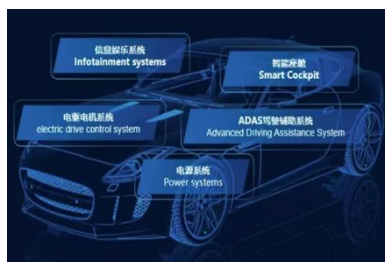 信息娱乐系统
Infotainment systems
智能座舱
Smart Cockpit
电驱电机系统
electric drive control system
ADAS驾驶辅助系统
Advanced Driving Assistance System
电源系统
Power systems